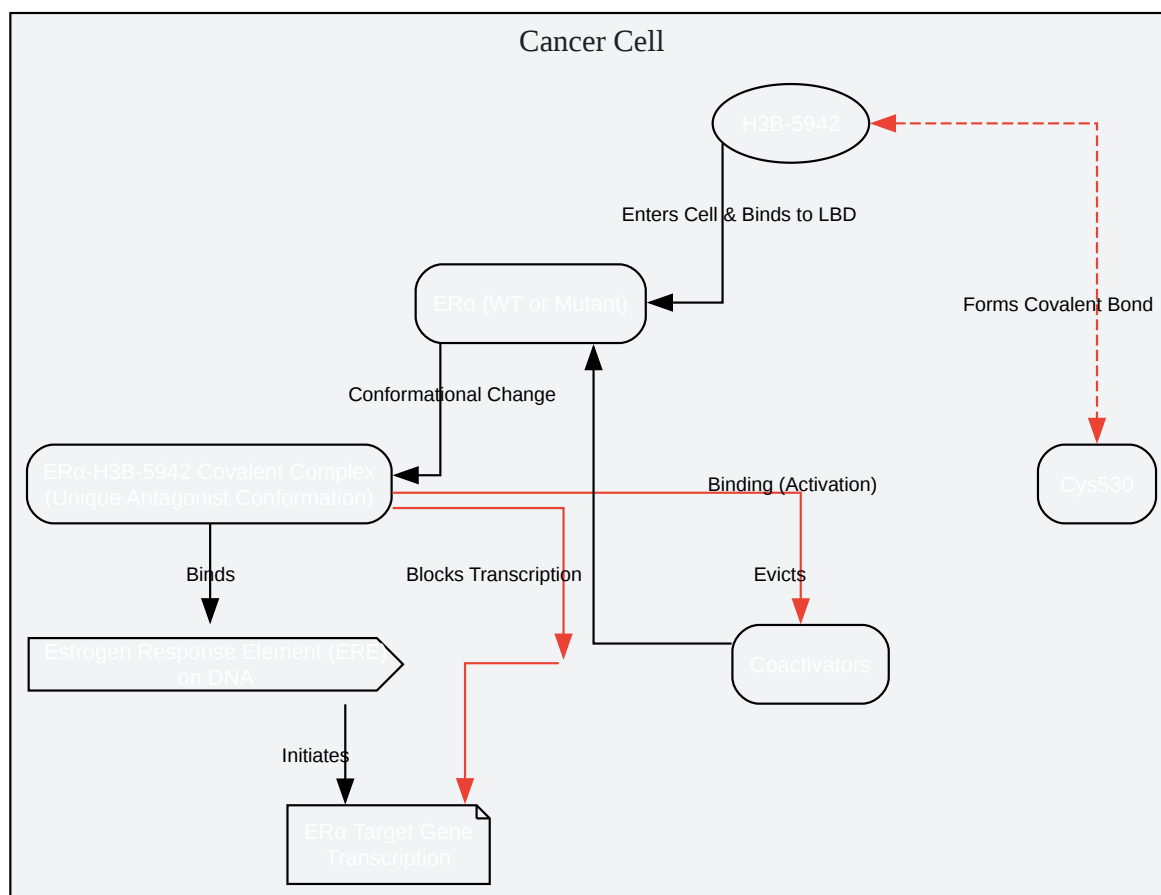 Cancer Cell
H3B-5942
Enters Cell & Binds to LBD
ERα (WT or Mutant)
Forms Covalent Bond
Conformational Change
ERα-H3B-5942 Covalent Complex
(Unique Antagonist Conformation)
Binding (Activation)
Cys530
Binds
Blocks Transcription
Evicts
Estrogen Response Element (ERE)
on DNA
Coactivators
Initiates
ERα Target Gene
Transcription